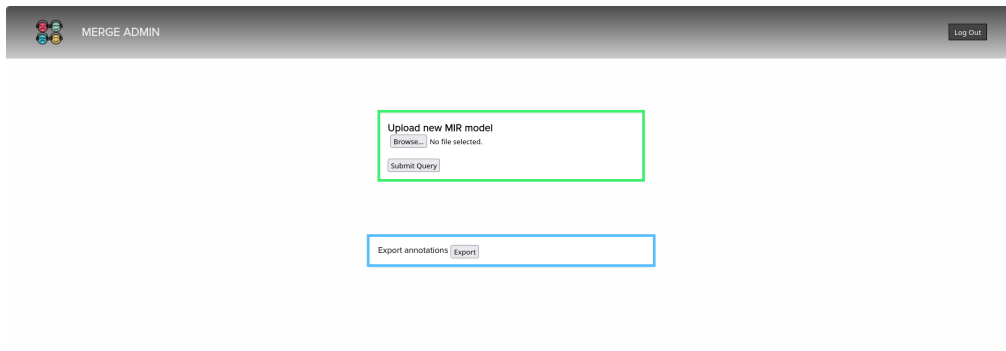 MERGE ADMIN
Log Out
Upload new MIR model
Browse... No file selected.
Submit Query
Export annotations Export